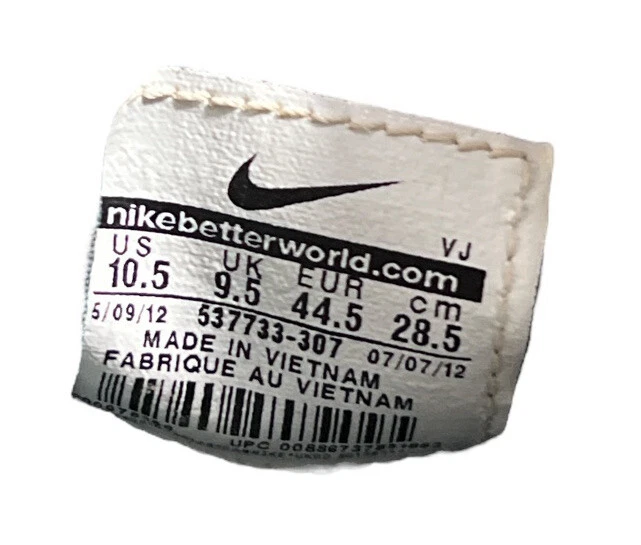 nikebetterworld.com
VJ
US UK EUR cm
10.5 9.5 44.5 28.5
5/09/12 537733-307 07/07/12
MADE IN VIETNAM
FABRIQUE AU VIETNAM
UPC